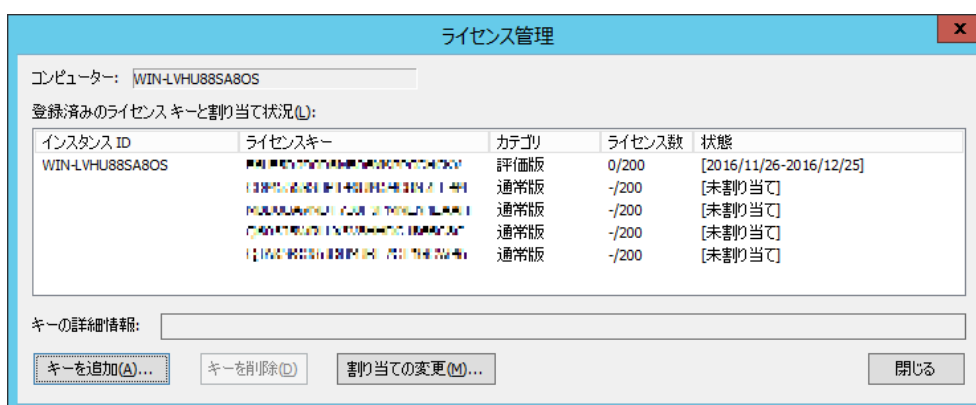 ライセンス管理
x
コンピューター: WIN-LVHU88SA8OS
登録済みのライセンス キーと割り当て状況(L):
インスタンス ID ライセンスキー カテゴリ ライセンス数 状態
WIN-LVHU88SA8OS 評価版 0/200 [2016/11/26-2016/12/25]
通常版 -/200 [未割り当て]
通常版 -/200 [未割り当て]
通常版 -/200 [未割り当て]
通常版 -/200 [未割り当て]
キーの詳細情報:
キーを追加(A)... キーを削除(D) 割り当ての変更(M)... 閉じる